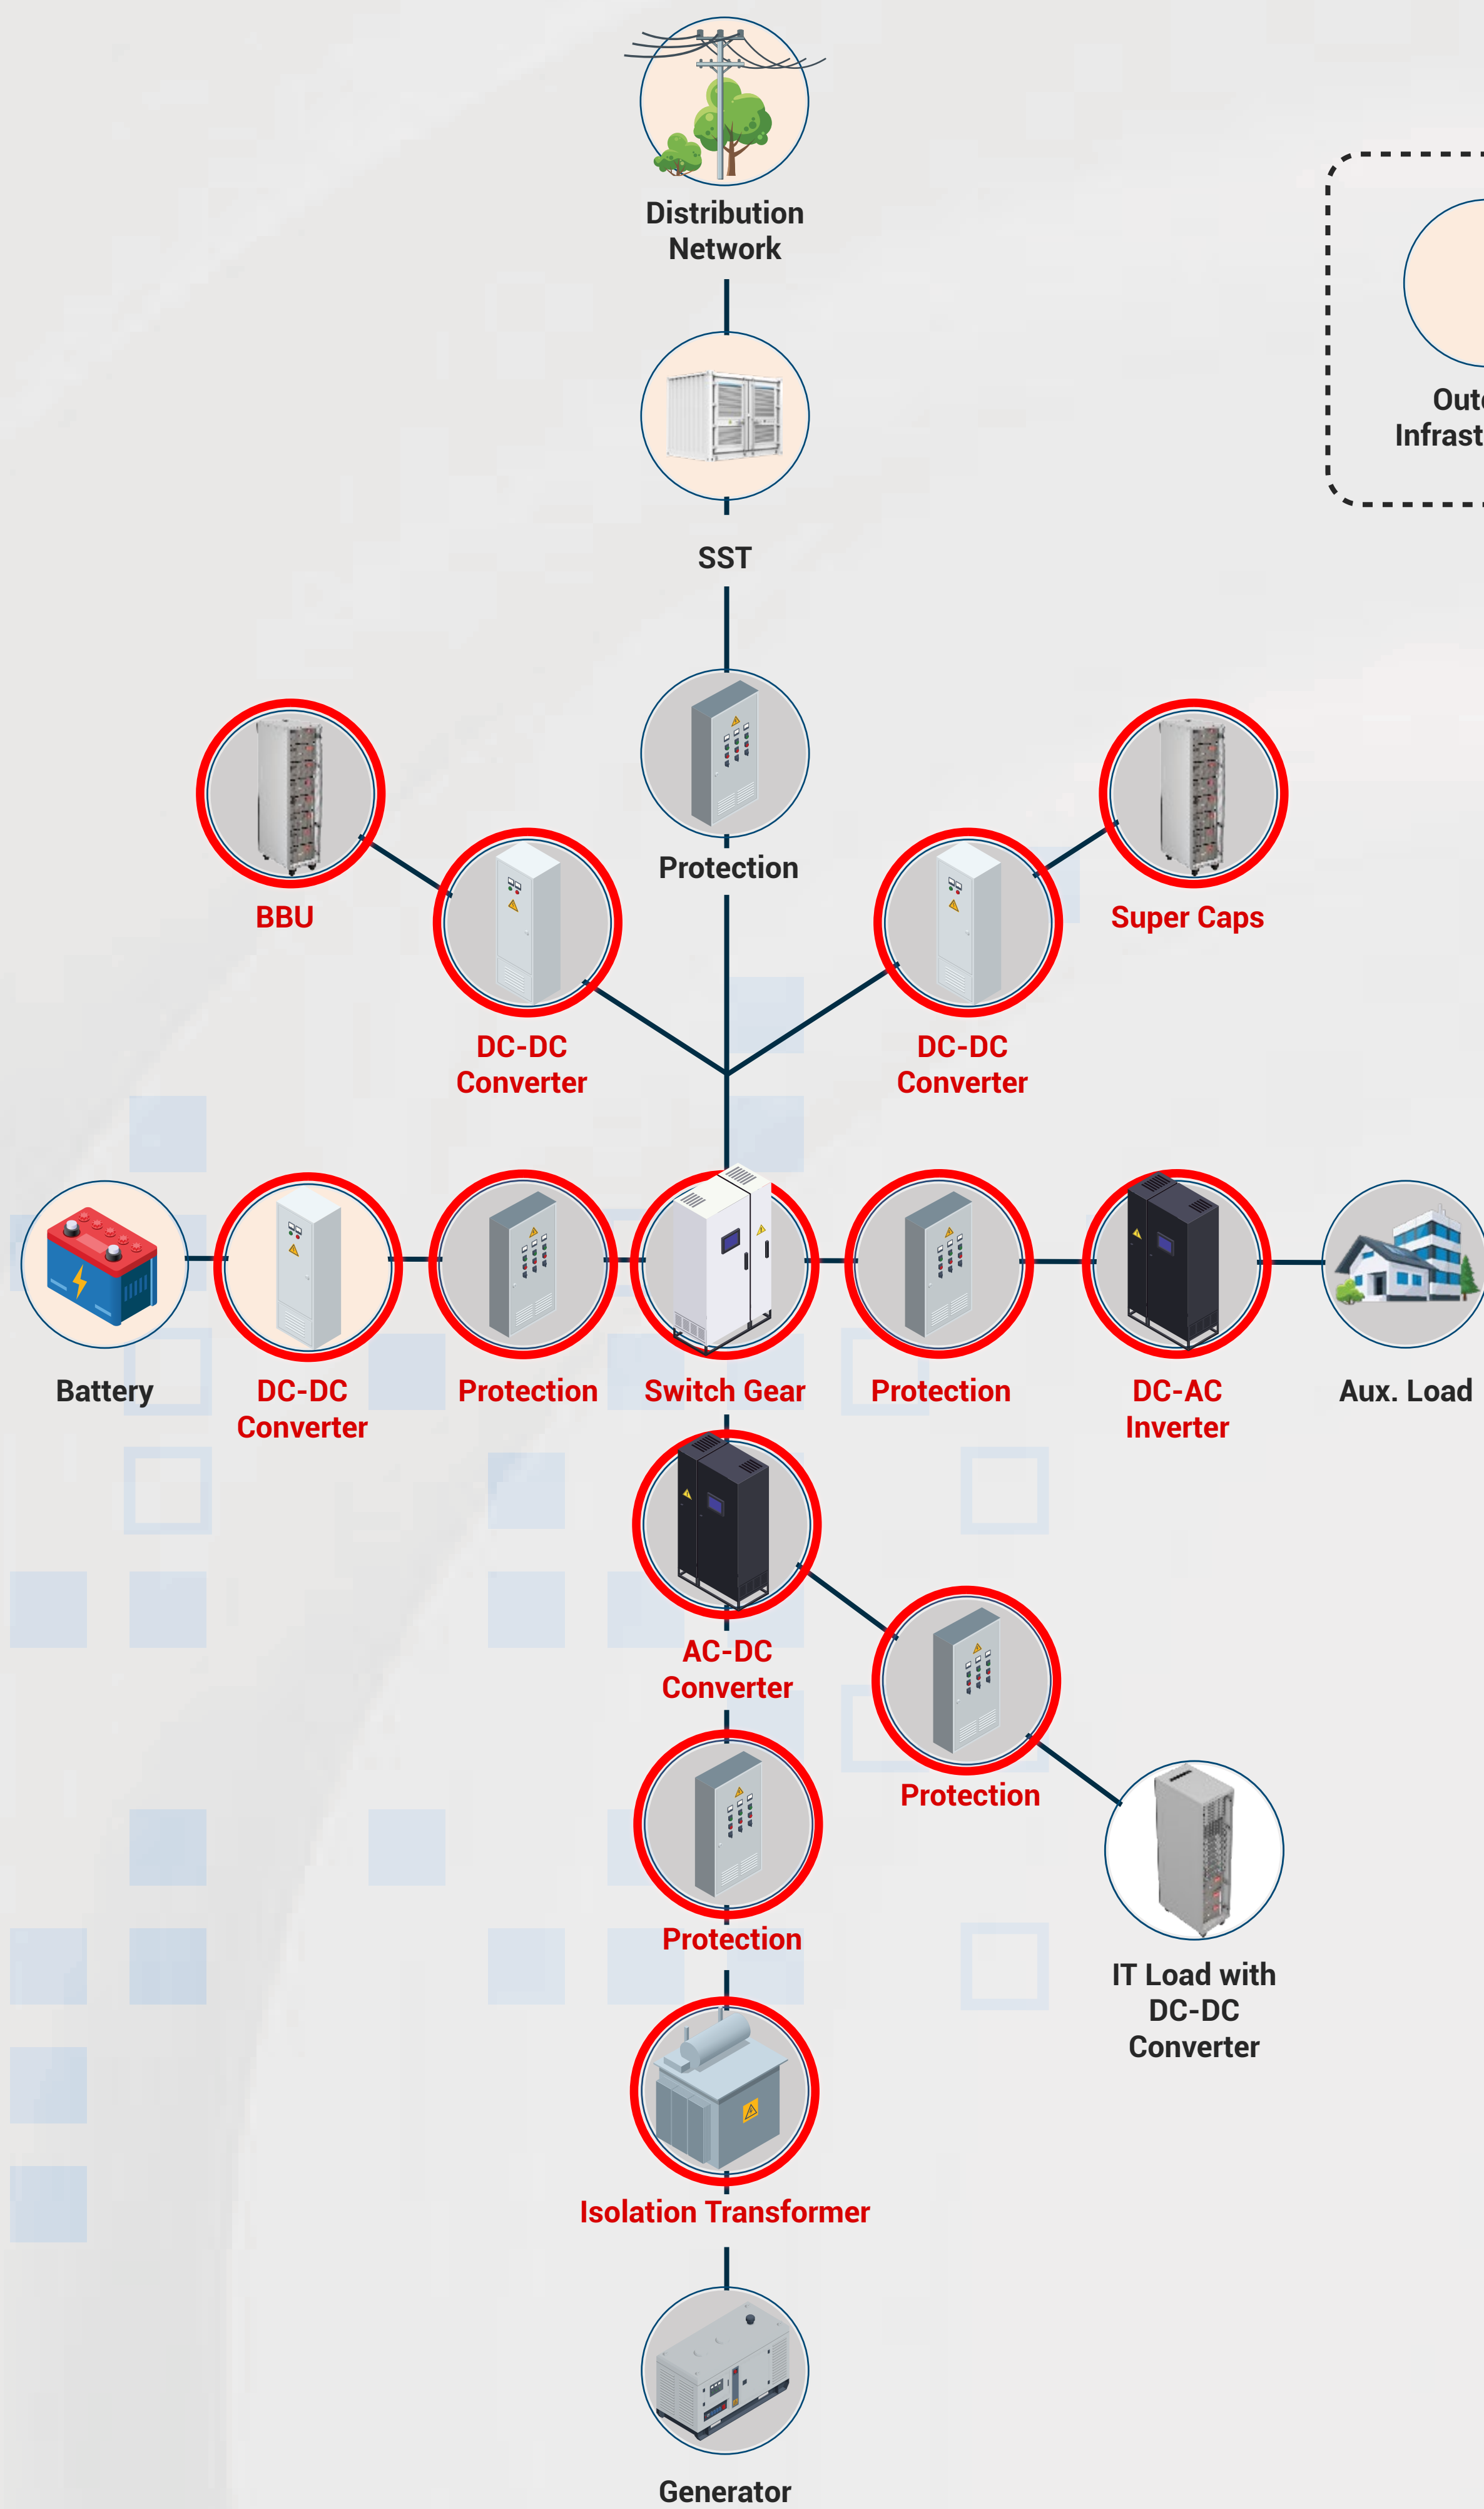 Distribution
Network
SST
Protection
BBU
Super Caps
DC-DC
Converter
DC-DC
Converter
Battery
DC-DC
Converter
Protection
Switch Gear
Protection
DC-AC
Inverter
Aux. Load
AC-DC
Converter
Protection
Protection
IT Load with
DC-DC
Converter
Isolation Transformer
Generator